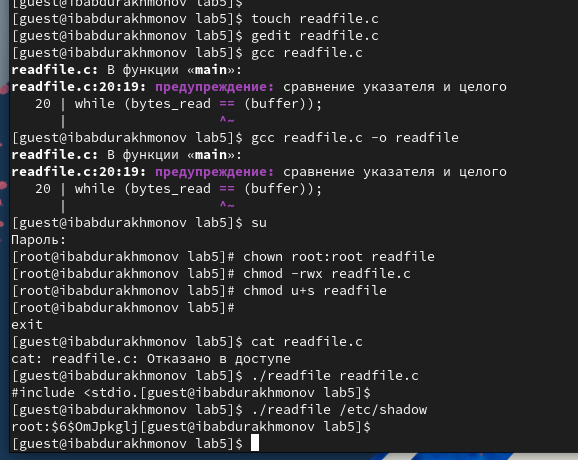 [guest@ibabdurakhmonov lab5]$
[guest@ibabdurakhmonov lab5]$ touch readfile.c
[guest@ibabdurakhmonov lab5]$ gedit readfile.c
[guest@ibabdurakhmonov lab5]$ gcc readfile.c
readfile.c: В функции «main»:
readfile.c:20:19: предупреждение: сравнение указателя и целого
   20 | while (bytes_read == (buffer));
      |                   ^~
[guest@ibabdurakhmonov lab5]$ gcc readfile.c -o readfile
readfile.c: В функции «main»:
readfile.c:20:19: предупреждение: сравнение указателя и целого
   20 | while (bytes_read == (buffer));
      |                   ^~
[guest@ibabdurakhmonov lab5]$ su
Пароль:
[root@ibabdurakhmonov lab5]# chown root:root readfile
[root@ibabdurakhmonov lab5]# chmod -rwx readfile.c
[root@ibabdurakhmonov lab5]# chmod u+s readfile
[root@ibabdurakhmonov lab5]#
exit
[guest@ibabdurakhmonov lab5]$ cat readfile.c
cat: readfile.c: Отказано в доступе
[guest@ibabdurakhmonov lab5]$ ./readfile readfile.c
#include <stdio.[guest@ibabdurakhmonov lab5]$
[guest@ibabdurakhmonov lab5]$ ./readfile /etc/shadow
root:$6$OmJpkglj[guest@ibabdurakhmonov lab5]$
[guest@ibabdurakhmonov lab5]$